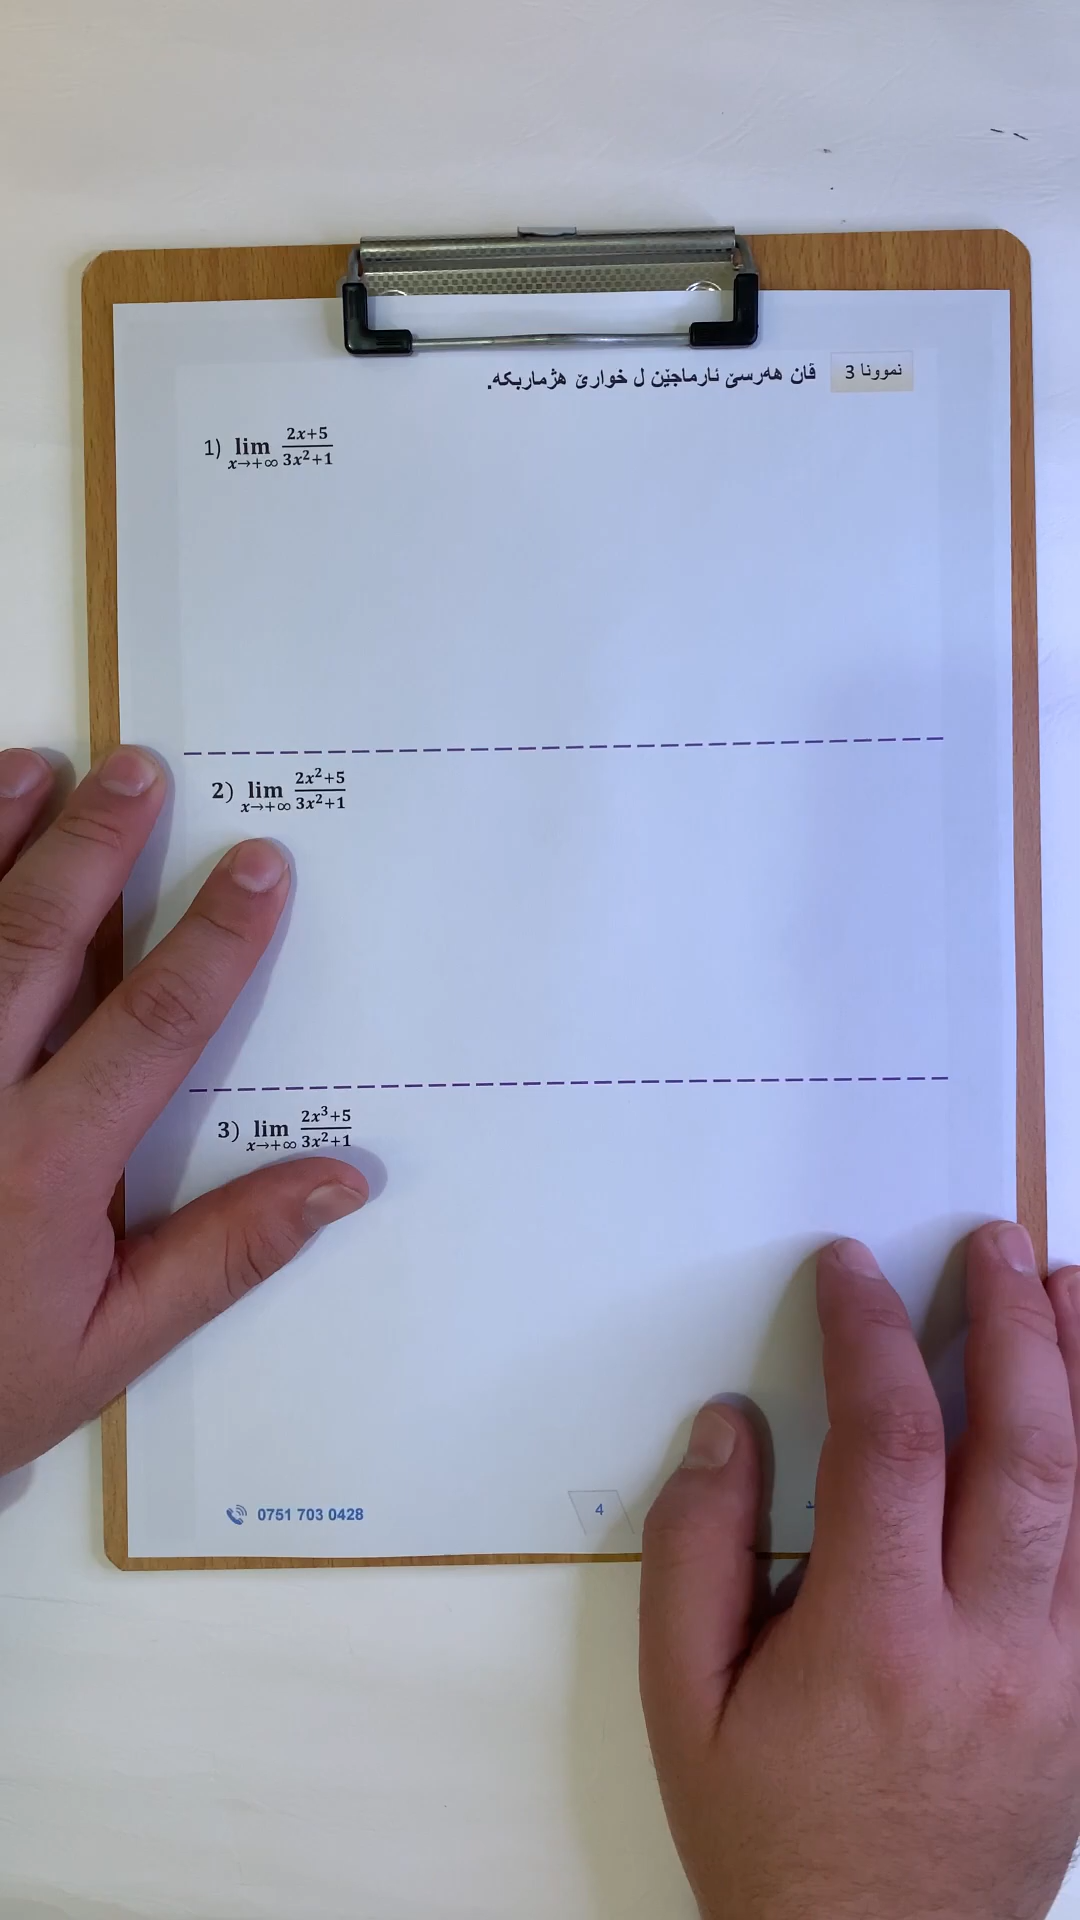 نموونا 3 ڤان هەرسێ ئارماجێن ل خوارێ هژماربکە.
1) lim x→+∞ (2x+5)/(3x²+1)
2) lim x→+∞ (2x²+5)/(3x²+1)
3) lim x→+∞ (2x³+5)/(3x²+1)
0751 703 0428 4